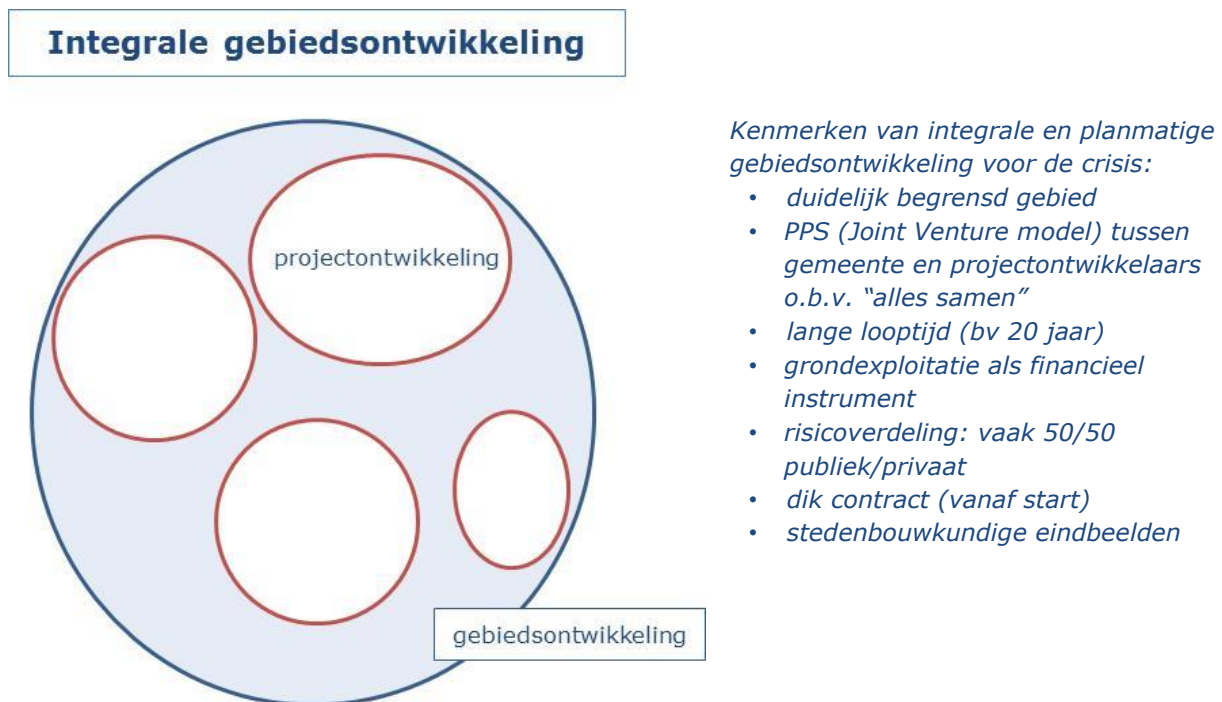 Integrale gebiedsontwikkeling
projectontwikkeling
gebiedsontwikkeling
Kenmerken van integrale en planmatige
gebiedsontwikkeling voor de crisis:
• duidelijk begrensd gebied
• PPS (Joint Venture model) tussen
gemeente en projectontwikkelaars
o.b.v. “alles samen”
• lange looptijd (bv 20 jaar)
• grondexploitatie als financieel
instrument
• risicoverdeling: vaak 50/50
publiek/privaat
• dik contract (vanaf start)
• stedenbouwkundige eindbeelden